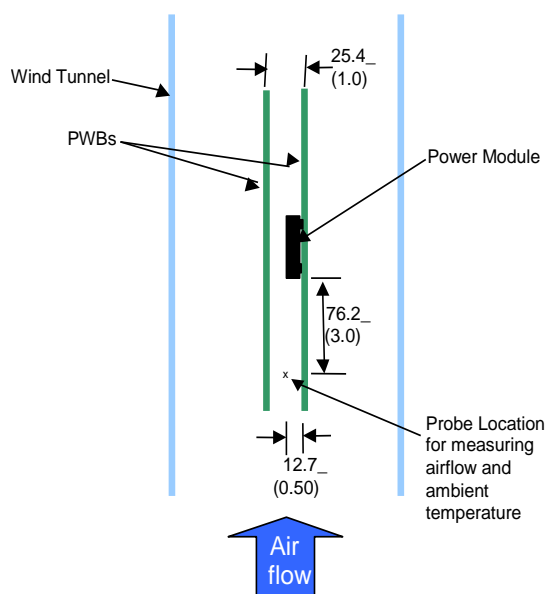 25.4_
(1.0)
Wind Tunnel
PWBs
Power Module
76.2_
(3.0)
x
Probe Location
for measuring
airflow and
ambient
temperature
12.7_
(0.50)
Air
flow